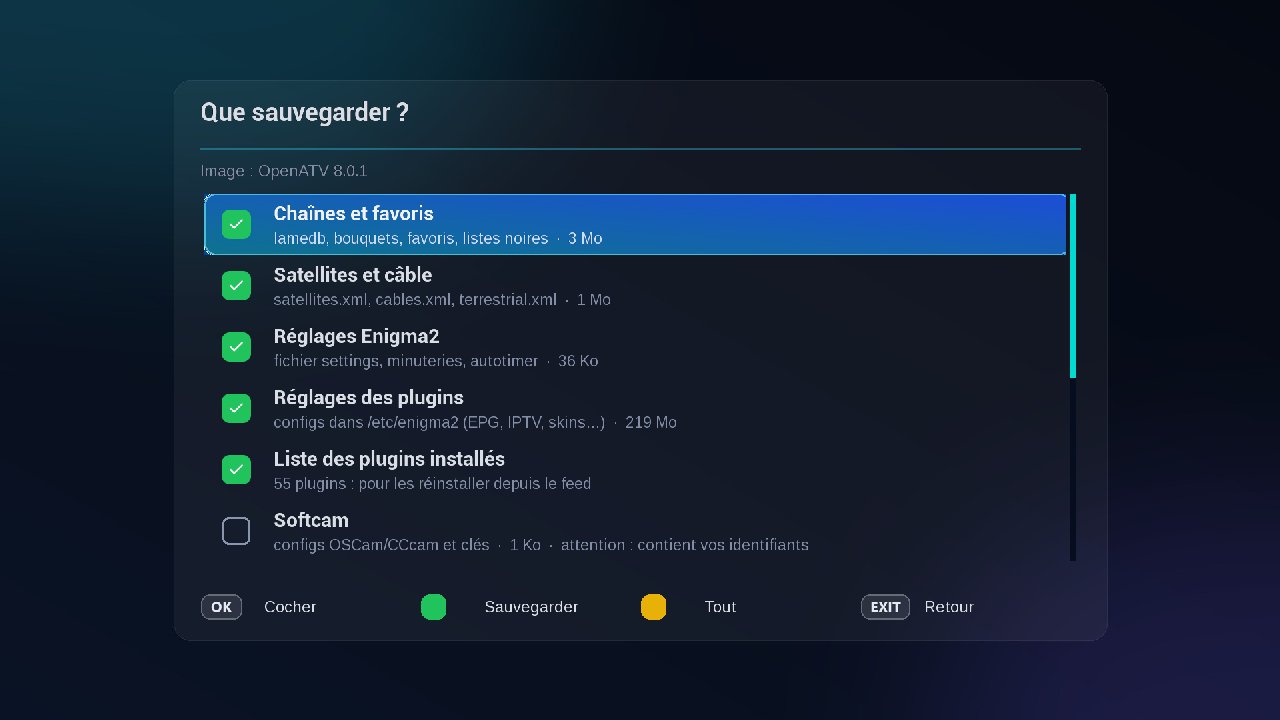 Que sauvegarder ?
Image : OpenATV 8.0.1
Chaînes et favoris
lamedb, bouquets, favoris, listes noires · 3 Mo
Satellites et câble
satellites.xml, cables.xml, terrestrial.xml · 1 Mo
Réglages Enigma2
fichier settings, minuteries, autotimer · 36 Ko
Réglages des plugins
configs dans /etc/enigma2 (EPG, IPTV, skins…) · 219 Mo
Liste des plugins installés
55 plugins : pour les réinstaller depuis le feed
Softcam
configs OSCam/CCcam et clés · 1 Ko · attention : contient vos identifiants
OK Cocher Sauvegarder Tout EXIT Retour